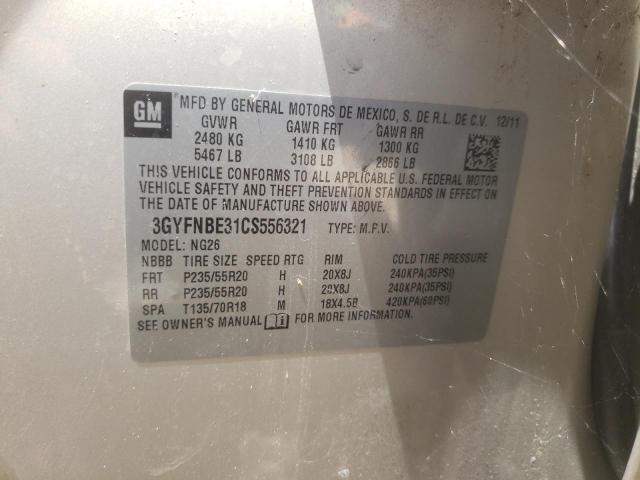 GM
MFD BY GENERAL MOTORS DE MEXICO, S. DE R.L. DE C.V. 12/11
GVWR GAWR FRT GAWR RR
2480 KG 1410 KG 1300 KG
5467 LB 3108 LB 2866 LB
THIS VEHICLE CONFORMS TO ALL APPLICABLE U.S. FEDERAL MOTOR
VEHICLE SAFETY AND THEFT PREVENTION STANDARDS IN EFFECT ON
THE DATE OF MANUFACTURE SHOWN ABOVE.
3GYFNBE31CS556321 TYPE: M.P.V.
MODEL: NG26
NBBB TIRE SIZE SPEED RTG RIM COLD TIRE PRESSURE
FRT P235/55R20 H 20X8J 240KPA(35PSI)
RR P235/55R20 H 20X8J 240KPA(35PSI)
SPA T135/70R18 M 18X4.5B 420KPA(60PSI)
SEE OWNER'S MANUAL FOR MORE INFORMATION.